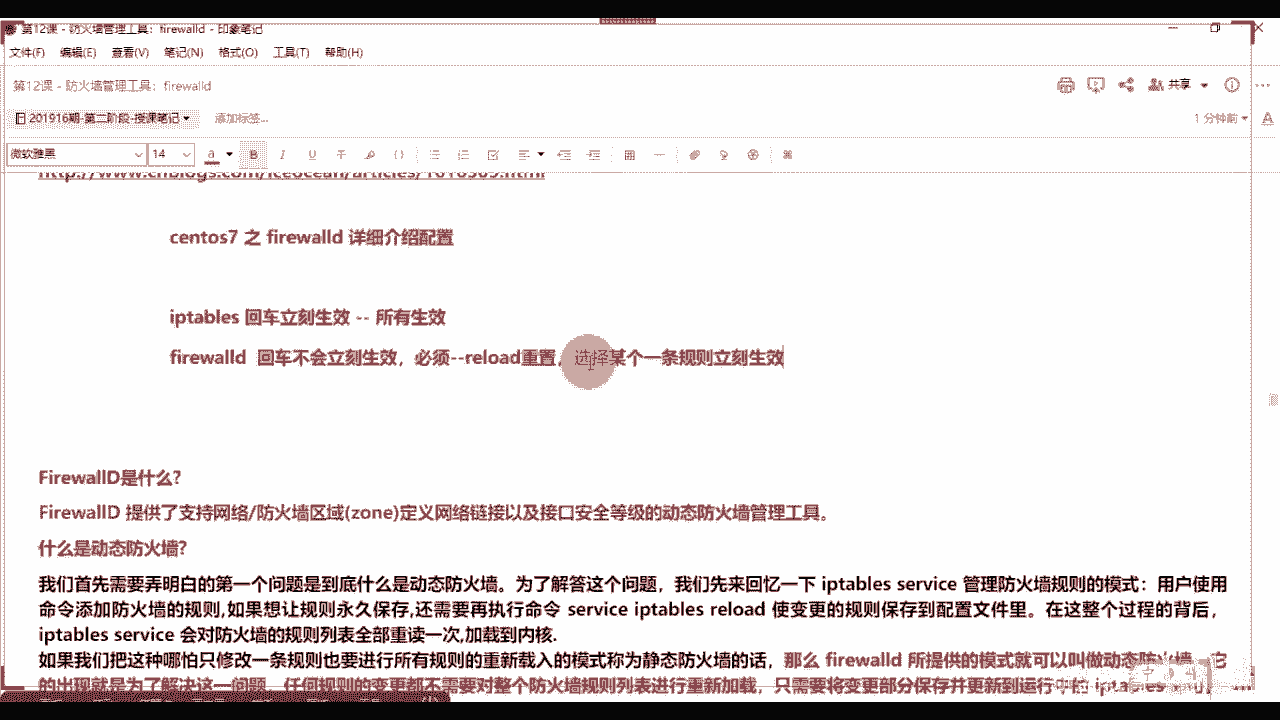 第12课 - 防火墙管理工具：firewalld - 印象笔记
文件(F) 编辑(E) 查看(V) 笔记(N) 格式(O) 工具(T) 帮助(H)
第12课 - 防火墙管理工具：firewalld
共享
201916期-第二阶段-授课笔记
添加标签...
1 分钟前
微软雅黑 14
centos7 之 firewalld 详细介绍配置
iptables 回车立刻生效 -- 所有生效
firewalld 回车不会立刻生效，必须--reload重置，选择某个一条规则立刻生效
FirewallD是什么?
FirewallD 提供了支持网络/防火墙区域(zone)定义网络链接以及接口安全等级的动态防火墙管理工具。
什么是动态防火墙?
我们首先需要弄明白的第一个问题是到底什么是动态防火墙。为了解答这个问题，我们先来回忆一下 iptables service 管理防火墙规则的模式：用户使用
命令添加防火墙的规则,如果想让规则永久保存,还需要再执行命令 service iptables reload 使变更的规则保存到配置文件里。在这整个过程的背后，
iptables service 会对防火墙的规则列表全部重读一次,加载到内核.
如果我们把这种哪怕只修改一条规则也要进行所有规则的重新载入的模式称为静态防火墙的话，那么 firewalld 所提供的模式就可以叫做动态防火墙，它
的出现就是为了解决这一问题，任何规则的变更都不需要对整个防火墙规则列表进行重新加载，只需要将变更部分保存并更新到运行中的 iptables